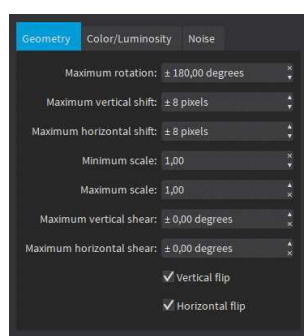 Geometry Color/Luminosity Noise
Maximum rotation: ± 180,00 degrees
Maximum vertical shift: ± 8 pixels
Maximum horizontal shift: ± 8 pixels
Minimum scale: 1,00
Maximum scale: 1,00
Maximum vertical shear: ± 0,00 degrees
Maximum horizontal shear: ± 0,00 degrees
Vertical flip
Horizontal flip